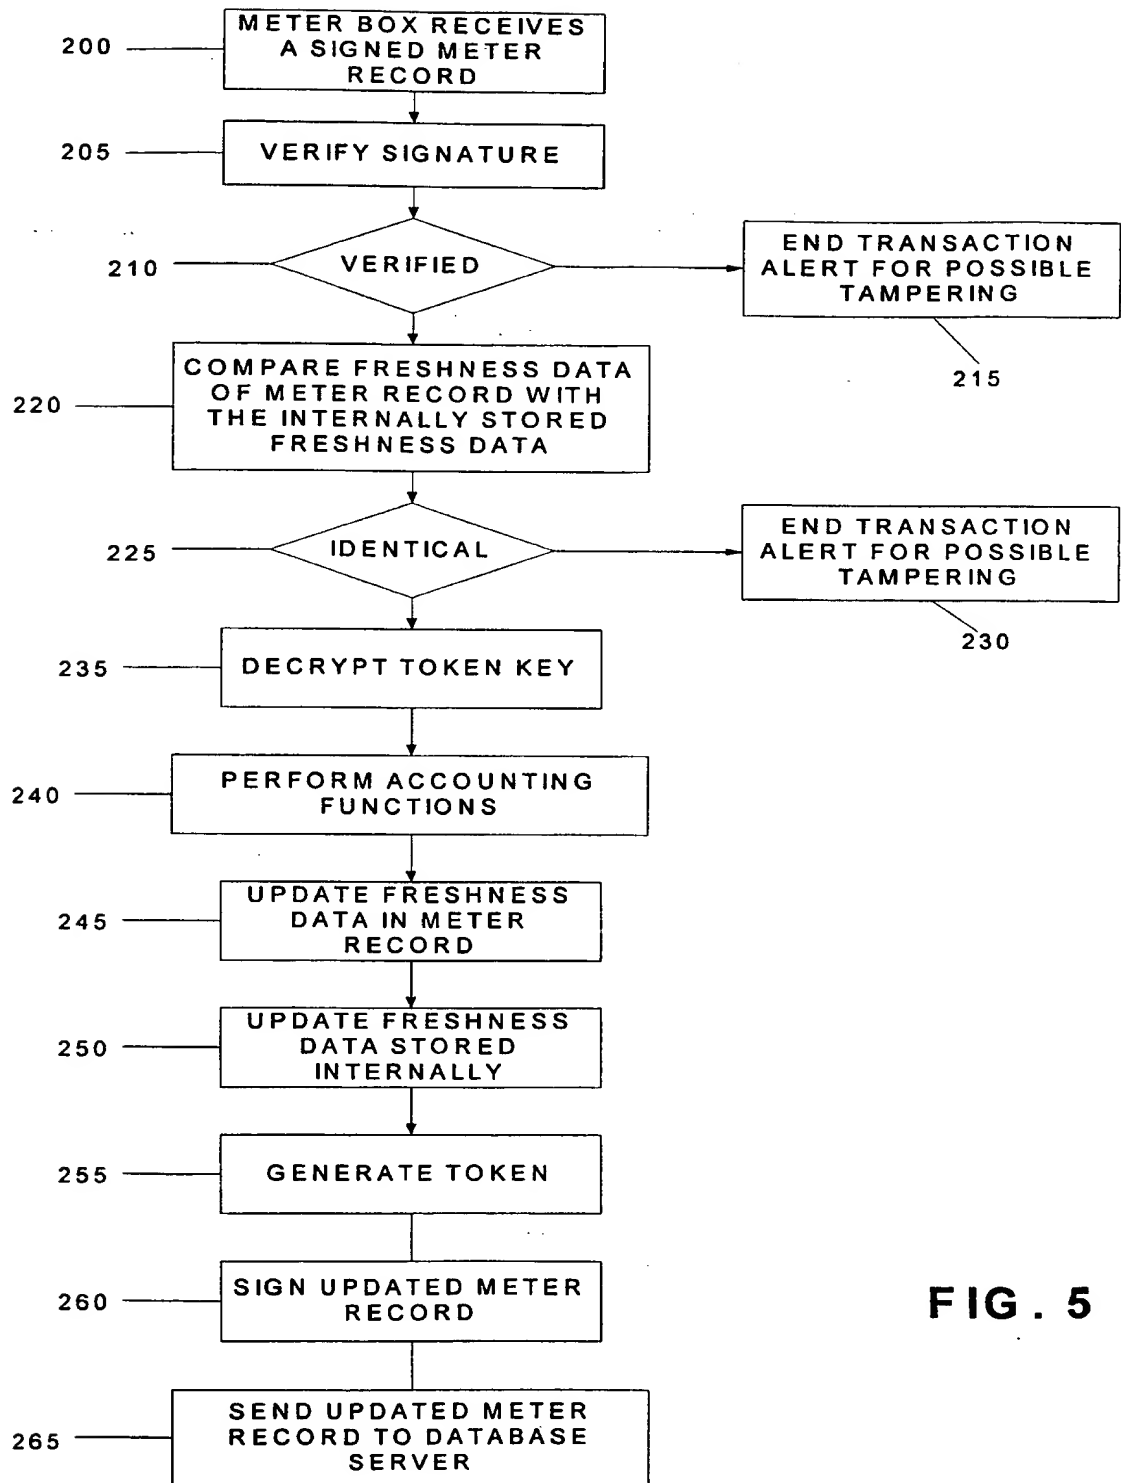 METER BOX RECEIVES
A SIGNED METER
RECORD
200
VERIFY SIGNATURE
205
VERIFIED
210
END TRANSACTION
ALERT FOR POSSIBLE
TAMPERING
215
COMPARE FRESHNESS DATA
OF METER RECORD WITH
THE INTERNALLY STORED
FRESHNESS DATA
220
IDENTICAL
225
END TRANSACTION
ALERT FOR POSSIBLE
TAMPERING
230
DECRYPT TOKEN KEY
235
PERFORM ACCOUNTING
FUNCTIONS
240
UPDATE FRESHNESS
DATA IN METER
RECORD
245
UPDATE FRESHNESS
DATA STORED
INTERNALLY
250
GENERATE TOKEN
255
SIGN UPDATED METER
RECORD
260
FIG. 5
SEND UPDATED METER
RECORD TO DATABASE
SERVER
265